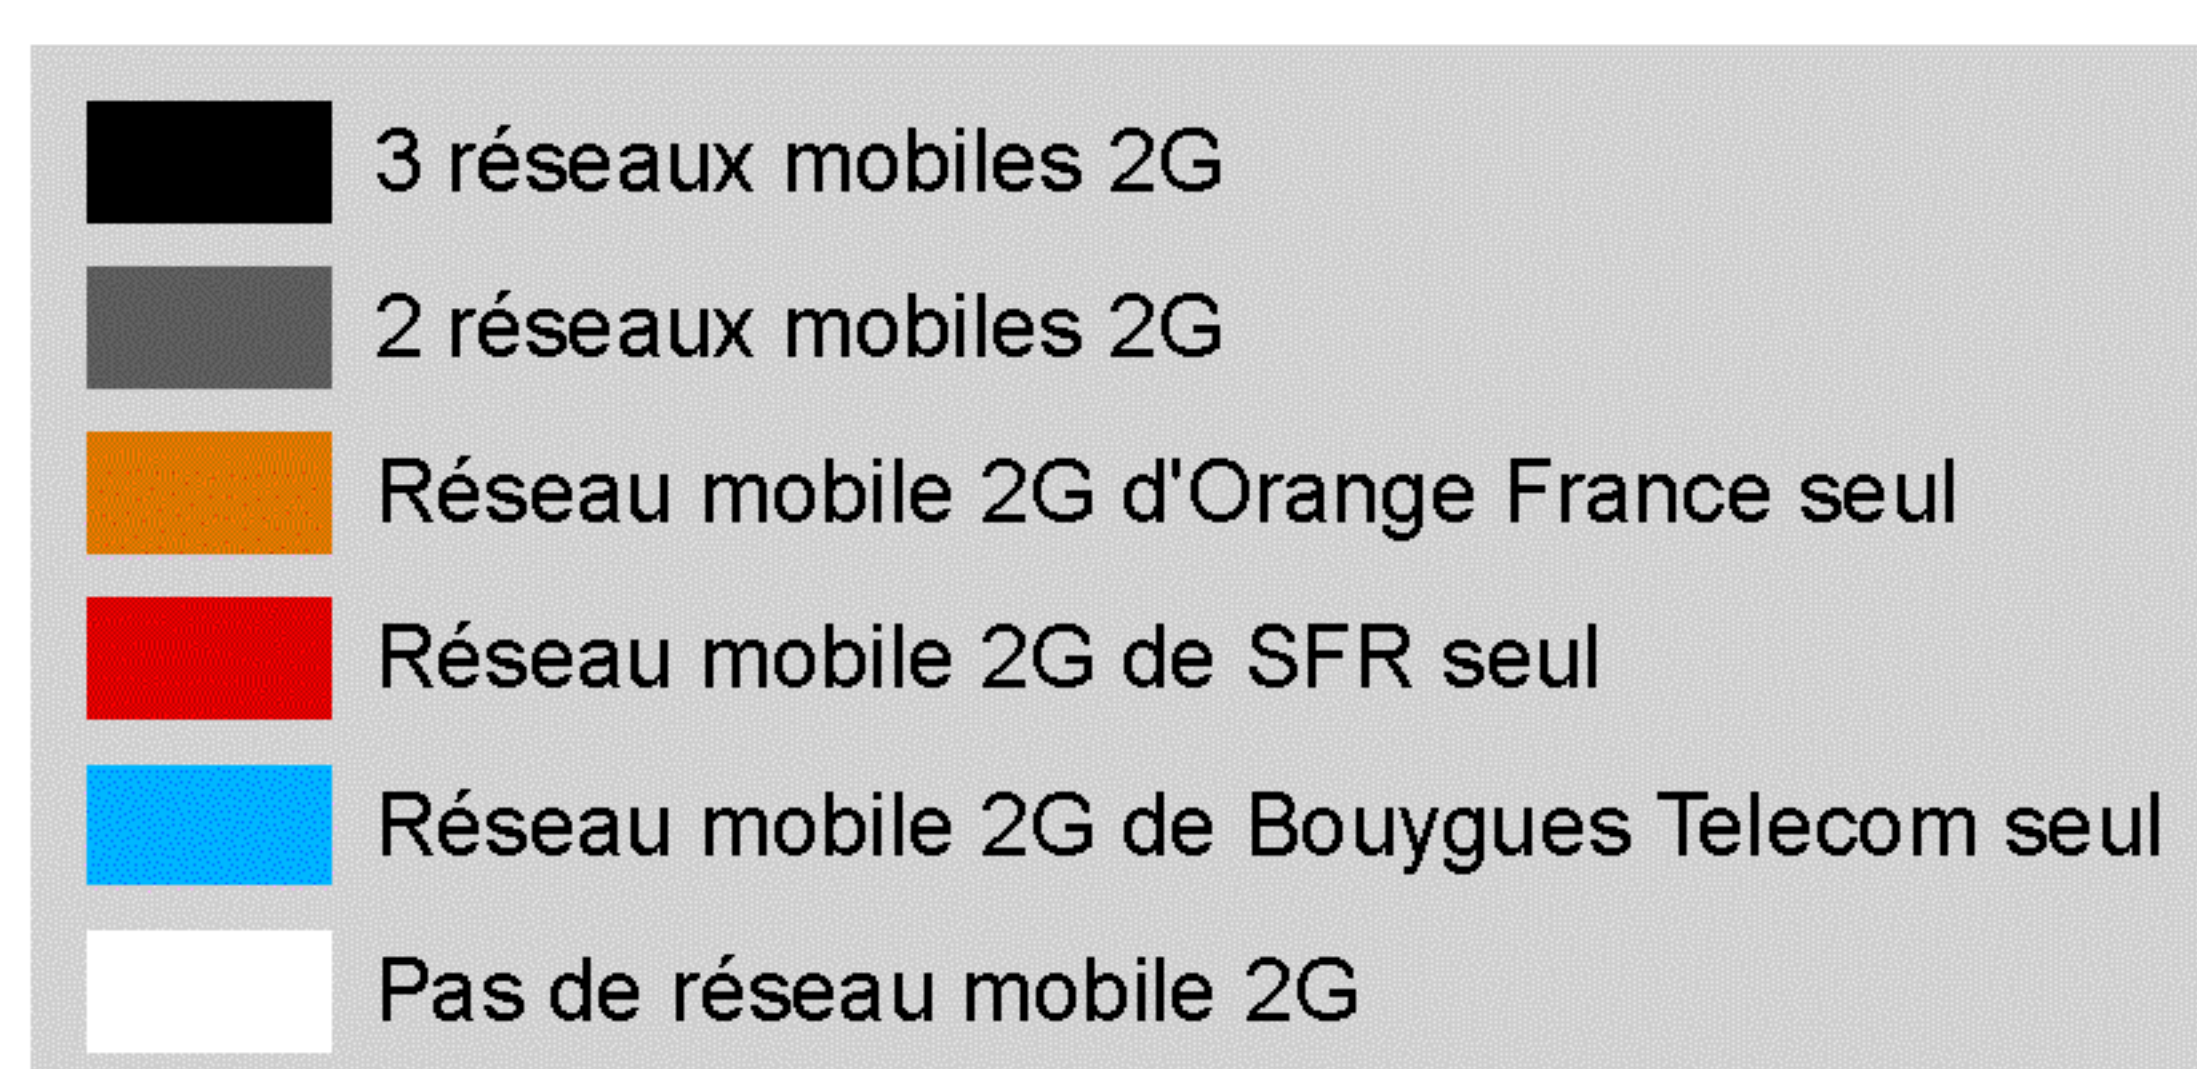 3 réseaux mobiles 2G
2 réseaux mobiles 2G
Réseau mobile 2G d'Orange France seul
Réseau mobile 2G de SFR seul
Réseau mobile 2G de Bouygues Telecom seul
Pas de réseau mobile 2G